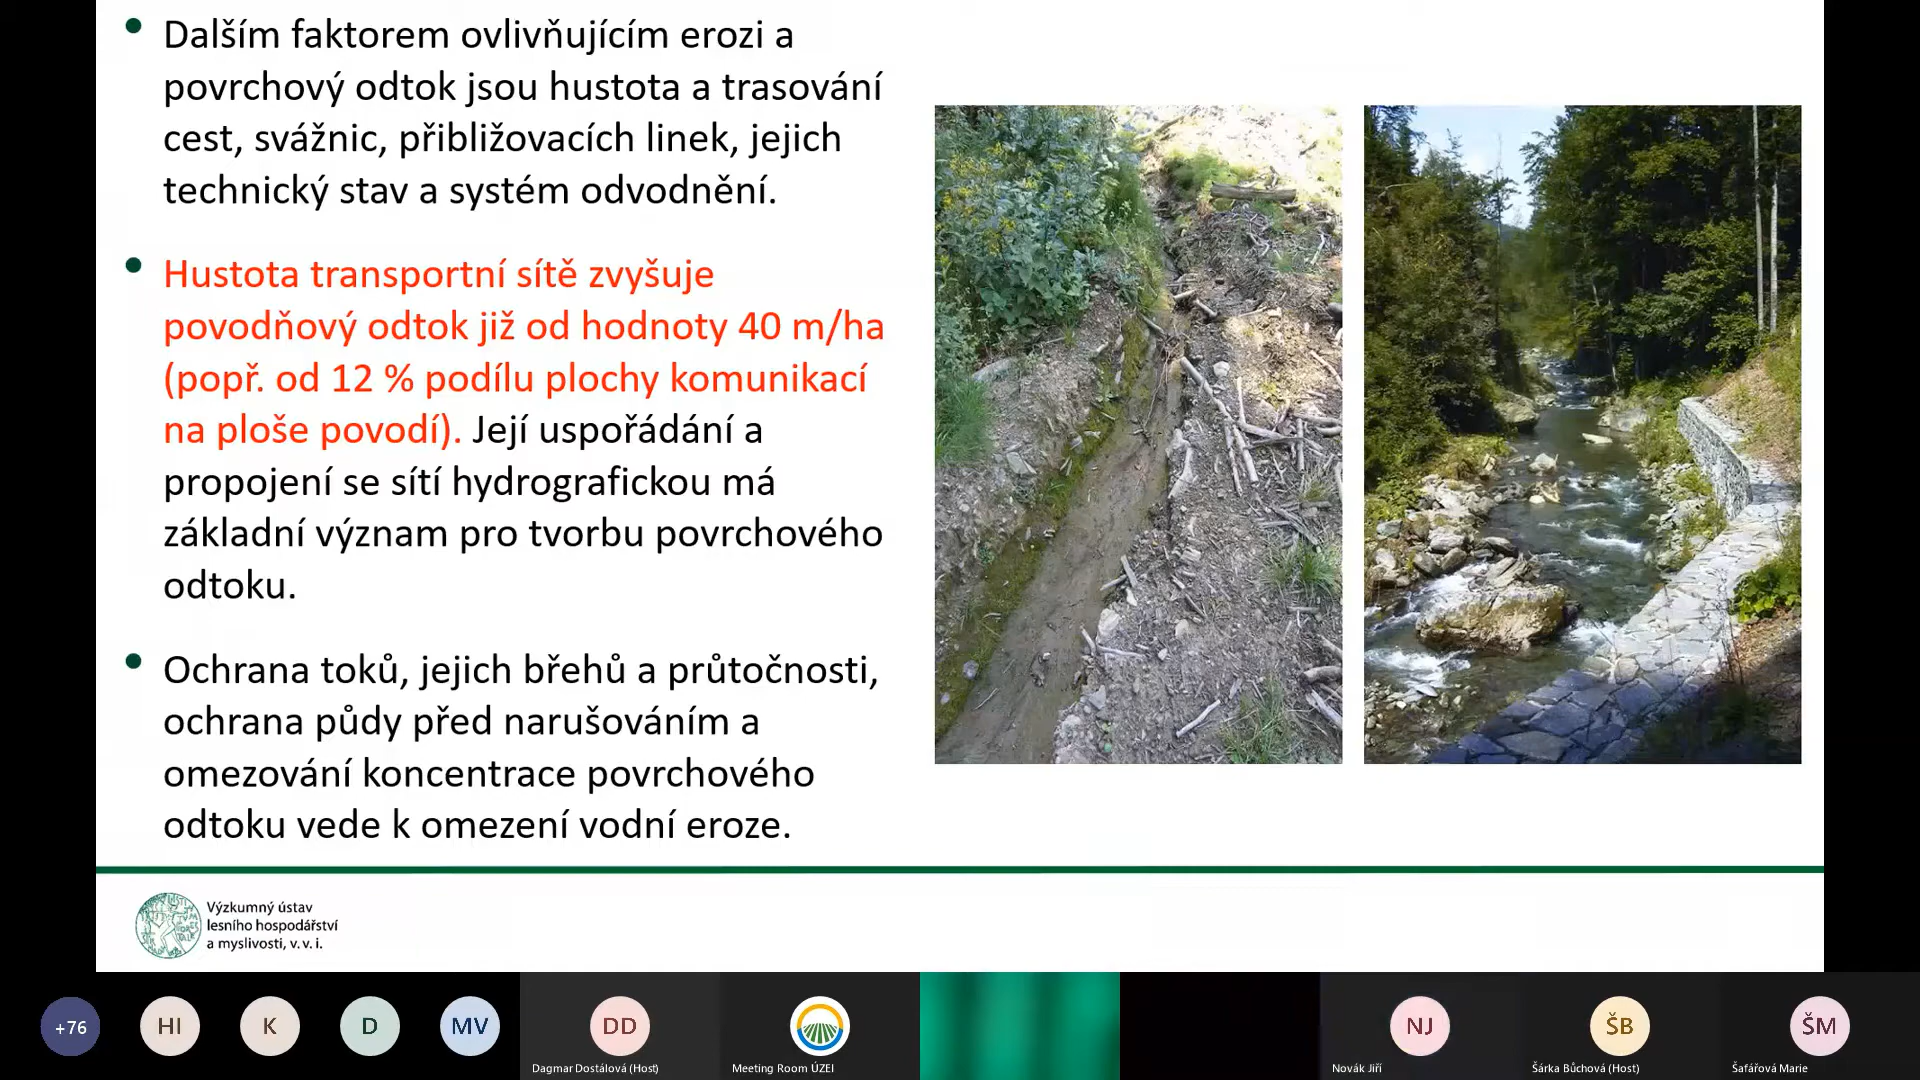 • Dalším faktorem ovlivňujícím erozi a
povrchový odtok jsou hustota a trasování
cest, svážnic, přibližovacích linek, jejich
technický stav a systém odvodnění.
• Hustota transportní sítě zvyšuje
povodňový odtok již od hodnoty 40 m/ha
(popř. od 12 % podílu plochy komunikací
na ploše povodí). Její uspořádání a
propojení se sítí hydrografickou má
základní význam pro tvorbu povrchového
odtoku.
• Ochrana toků, jejich břehů a průtočnosti,
ochrana půdy před narušováním a
omezování koncentrace povrchového
odtoku vede k omezení vodní eroze.
Výzkumný ústav
lesního hospodářství
a myslivosti, v. v. i.
+76
HI
K
D
MV
DD
Dagmar Dostálová (Host)
Meeting Room ÚZEI
NJ
Novák Jiří
ŠB
Šárka Bůchová (Host)
ŠM
Šafářová Marie